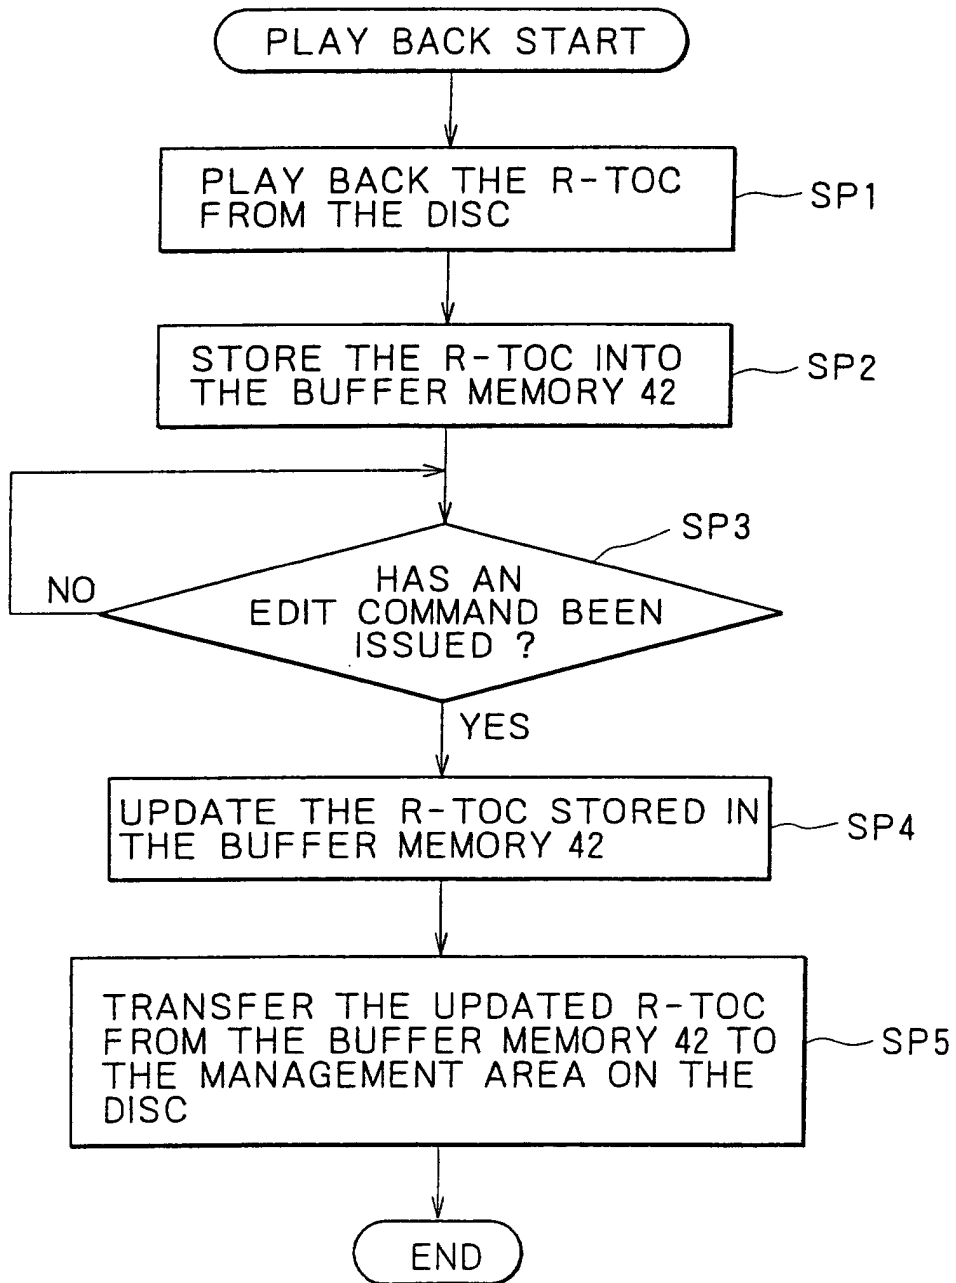 PLAY BACK START
PLAY BACK THE R-TOC
FROM THE DISC
SP1
STORE THE R-TOC INTO
THE BUFFER MEMORY 42
SP2
SP3
NO
HAS AN
EDIT COMMAND BEEN
ISSUED ?
YES
UPDATE THE R-TOC STORED IN
THE BUFFER MEMORY 42
SP4
TRANSFER THE UPDATED R-TOC
FROM THE BUFFER MEMORY 42 TO
THE MANAGEMENT AREA ON THE
DISC
SP5
END